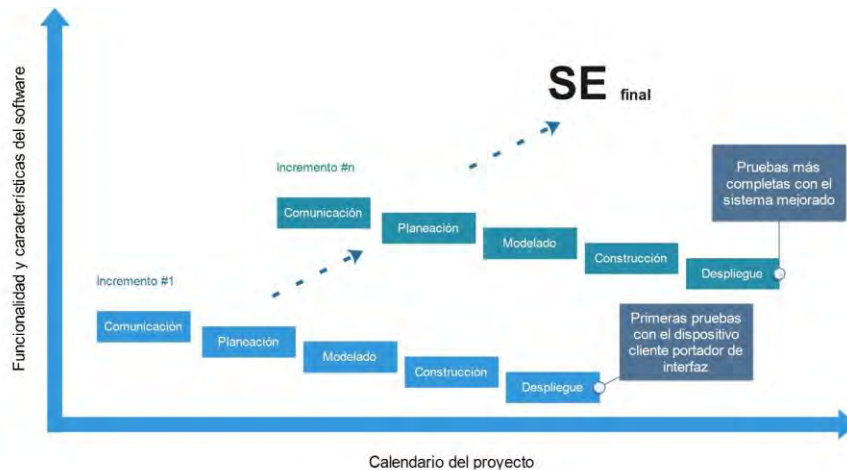 Funcionalidad y características del software
SE final
Incremento #n
Comunicación
Planeación
Modelado
Construcción
Despliegue
Pruebas más
completas con el
sistema mejorado
Incremento #1
Comunicación
Planeación
Modelado
Construcción
Despliegue
Primeras pruebas
con el dispositivo
cliente portador de
interfaz
Calendario del proyecto